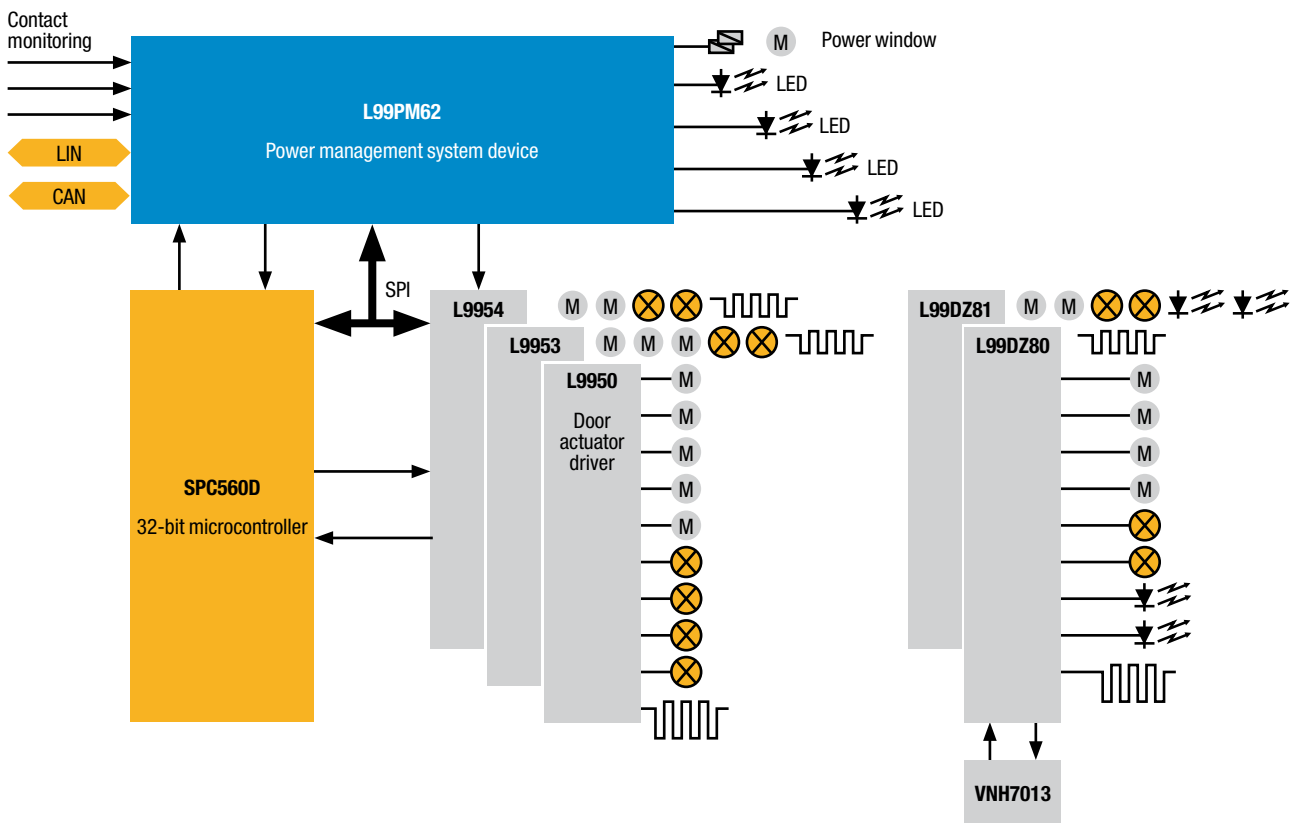 Contact
monitoring
LIN
CAN
L99PM62
Power management system device
M
Power window
LED
LED
LED
LED
SPI
SPC560D
32-bit microcontroller
L9954
M M
L9953
M M M
L9950
Door
actuator
driver
M
M
M
M
M
L99DZ81
M M
L99DZ80
M
M
M
M
VNH7013